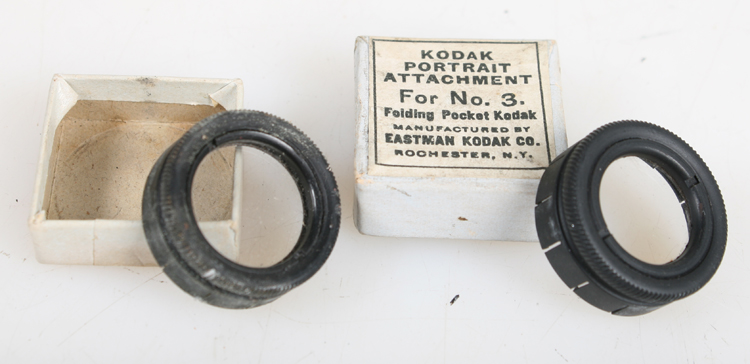 KODAK
PORTRAIT
ATTACHMENT
For No. 3.
Folding Pocket Kodak
MANUFACTURED BY
EASTMAN KODAK CO.
ROCHESTER, N.Y.